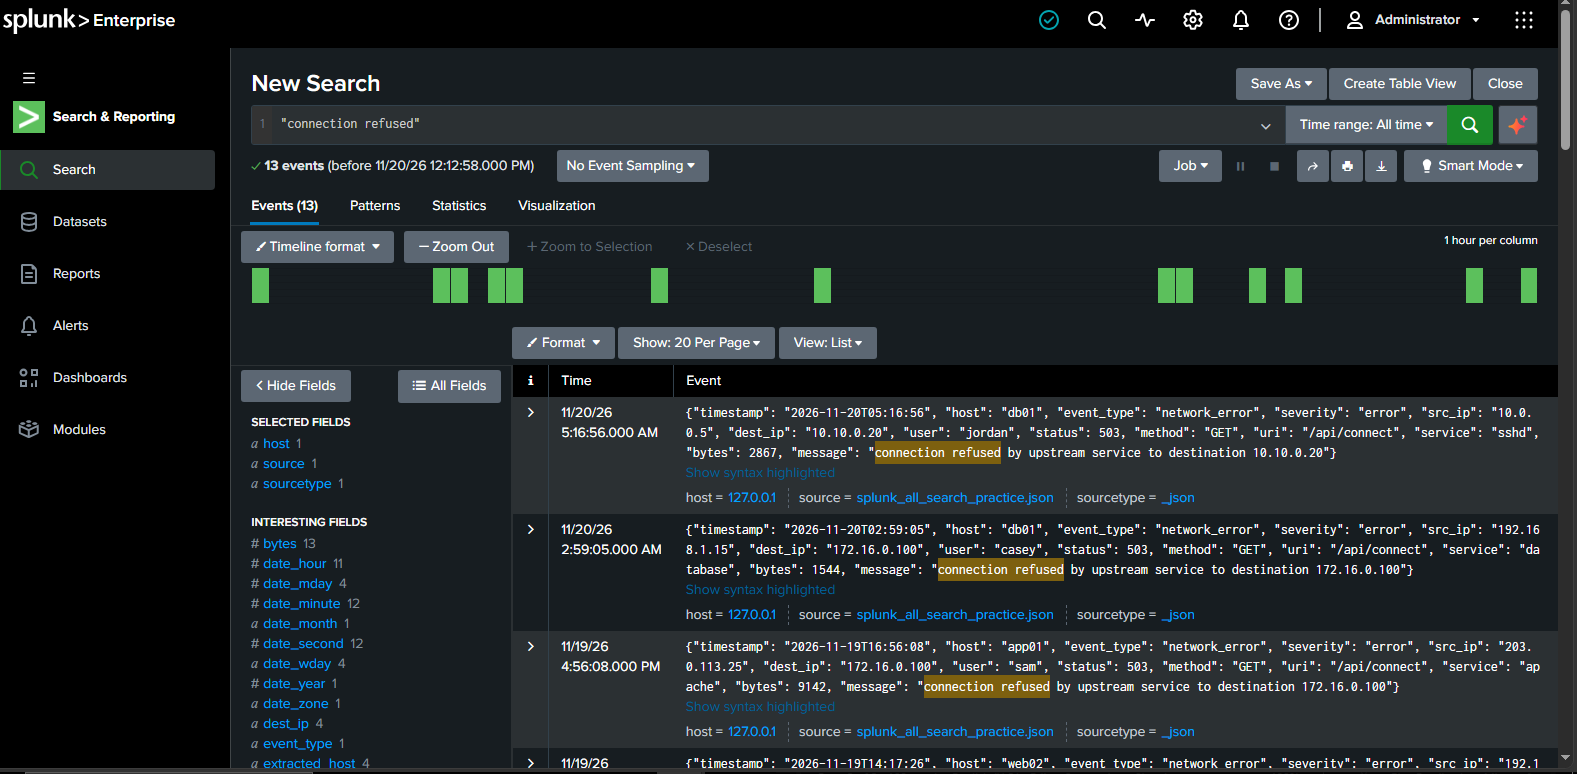 splunk> Enterprise
Administrator
Search & Reporting
Search
Datasets
Reports
Alerts
Dashboards
Modules
New Search
Save As
Create Table View
Close
1 "connection refused"
Time range: All time
13 events (before 11/20/26 12:12:58.000 PM)
No Event Sampling
Job
Smart Mode
Events (13)
Patterns
Statistics
Visualization
Timeline format
Zoom Out
+ Zoom to Selection
Deselect
1 hour per column
Format
Show: 20 Per Page
View: List
Hide Fields
All Fields
SELECTED FIELDS
a host 1
a source 1
a sourcetype 1
INTERESTING FIELDS
# bytes 13
# date_hour 11
# date_mday 4
# date_minute 12
a date_month 1
# date_second 12
a date_wday 4
# date_year 1
a date_zone 1
a dest_ip 4
a event_type 1
a extracted_host 4
i
Time
Event
11/20/26
5:16:56.000 AM
{"timestamp": "2026-11-20T05:16:56", "host": "db01", "event_type": "network_error", "severity": "error", "src_ip": "10.0.
0.5", "dest_ip": "10.10.0.20", "user": "jordan", "status": 503, "method": "GET", "uri": "/api/connect", "service": "sshd",
"bytes": 2867, "message": "connection refused by upstream service to destination 10.10.0.20"}
Show syntax highlighted
host = 127.0.0.1
source = splunk_all_search_practice.json
sourcetype = _json
11/20/26
2:59:05.000 AM
{"timestamp": "2026-11-20T02:59:05", "host": "db01", "event_type": "network_error", "severity": "error", "src_ip": "192.16
8.1.15", "dest_ip": "172.16.0.100", "user": "casey", "status": 503, "method": "GET", "uri": "/api/connect", "service": "da
tabase", "bytes": 1544, "message": "connection refused by upstream service to destination 172.16.0.100"}
Show syntax highlighted
host = 127.0.0.1
source = splunk_all_search_practice.json
sourcetype = _json
11/19/26
4:56:08.000 PM
{"timestamp": "2026-11-19T16:56:08", "host": "app01", "event_type": "network_error", "severity": "error", "src_ip": "203.
0.113.25", "dest_ip": "172.16.0.100", "user": "sam", "status": 503, "method": "GET", "uri": "/api/connect", "service": "ap
ache", "bytes": 9142, "message": "connection refused by upstream service to destination 172.16.0.100"}
Show syntax highlighted
host = 127.0.0.1
source = splunk_all_search_practice.json
sourcetype = _json
11/19/26
{"timestamp": "2026-11-19T14:17:26", "host": "web02", "event_type": "network_error", "severity": "error", "src_ip": "192.1